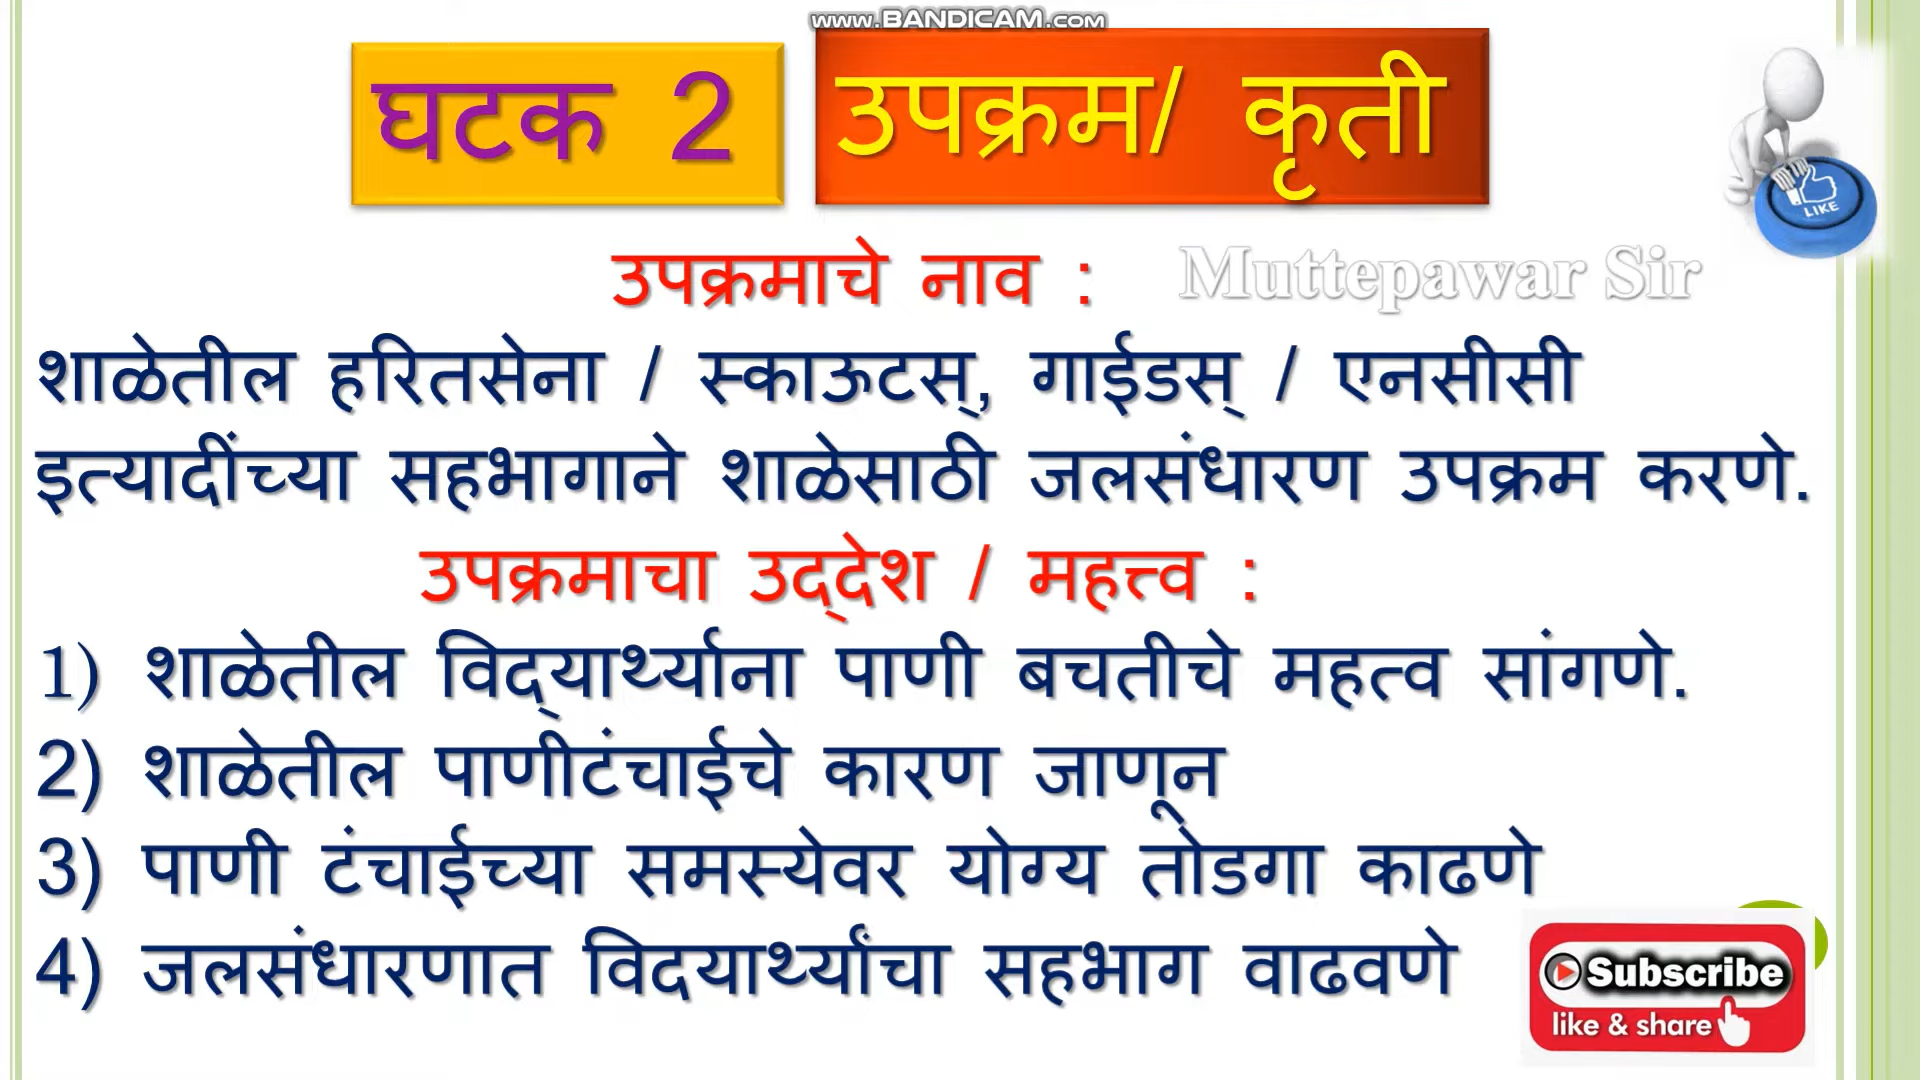 www.BANDICAM.com
घटक 2 उपक्रम/ कृती
LIKE
उपक्रमाचे नाव : Muttepawar Sir
शाळेतील हरितसेना / स्काऊटस्, गाईडस् / एनसीसी
इत्यादींच्या सहभागाने शाळेसाठी जलसंधारण उपक्रम करणे.
उपक्रमाचा उद्‌देश / महत्त्व :
1) शाळेतील विद्‌यार्थ्याना पाणी बचतीचे महत्व सांगणे.
2) शाळेतील पाणीटंचाईचे कारण जाणून
3) पाणी टंचाईच्या समस्येवर योग्य तोडगा काढणे
4) जलसंधारणात विदयार्थ्यांचा सहभाग वाढवणे
Subscribe
like & share